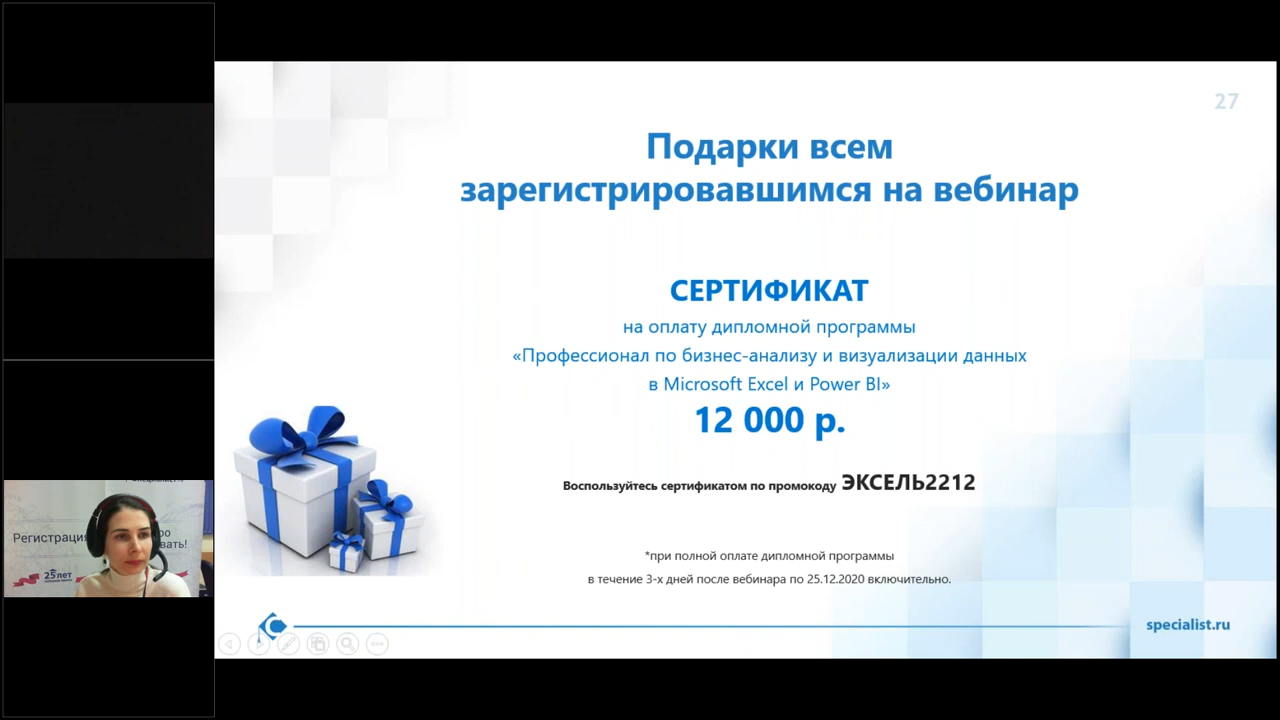 27
Подарки всем
зарегистрировавшимся на вебинар
СЕРТИФИКАТ
на оплату дипломной программы
«Профессионал по бизнес-анализу и визуализации данных
в Microsoft Excel и Power BI»
12 000 р.
Воспользуйтесь сертификатом по промокоду ЭКСЕЛЬ2212
*при полной оплате дипломной программы
в течение 3-х дней после вебинара по 25.12.2020 включительно.
specialist.ru
Регистрация
25 лет